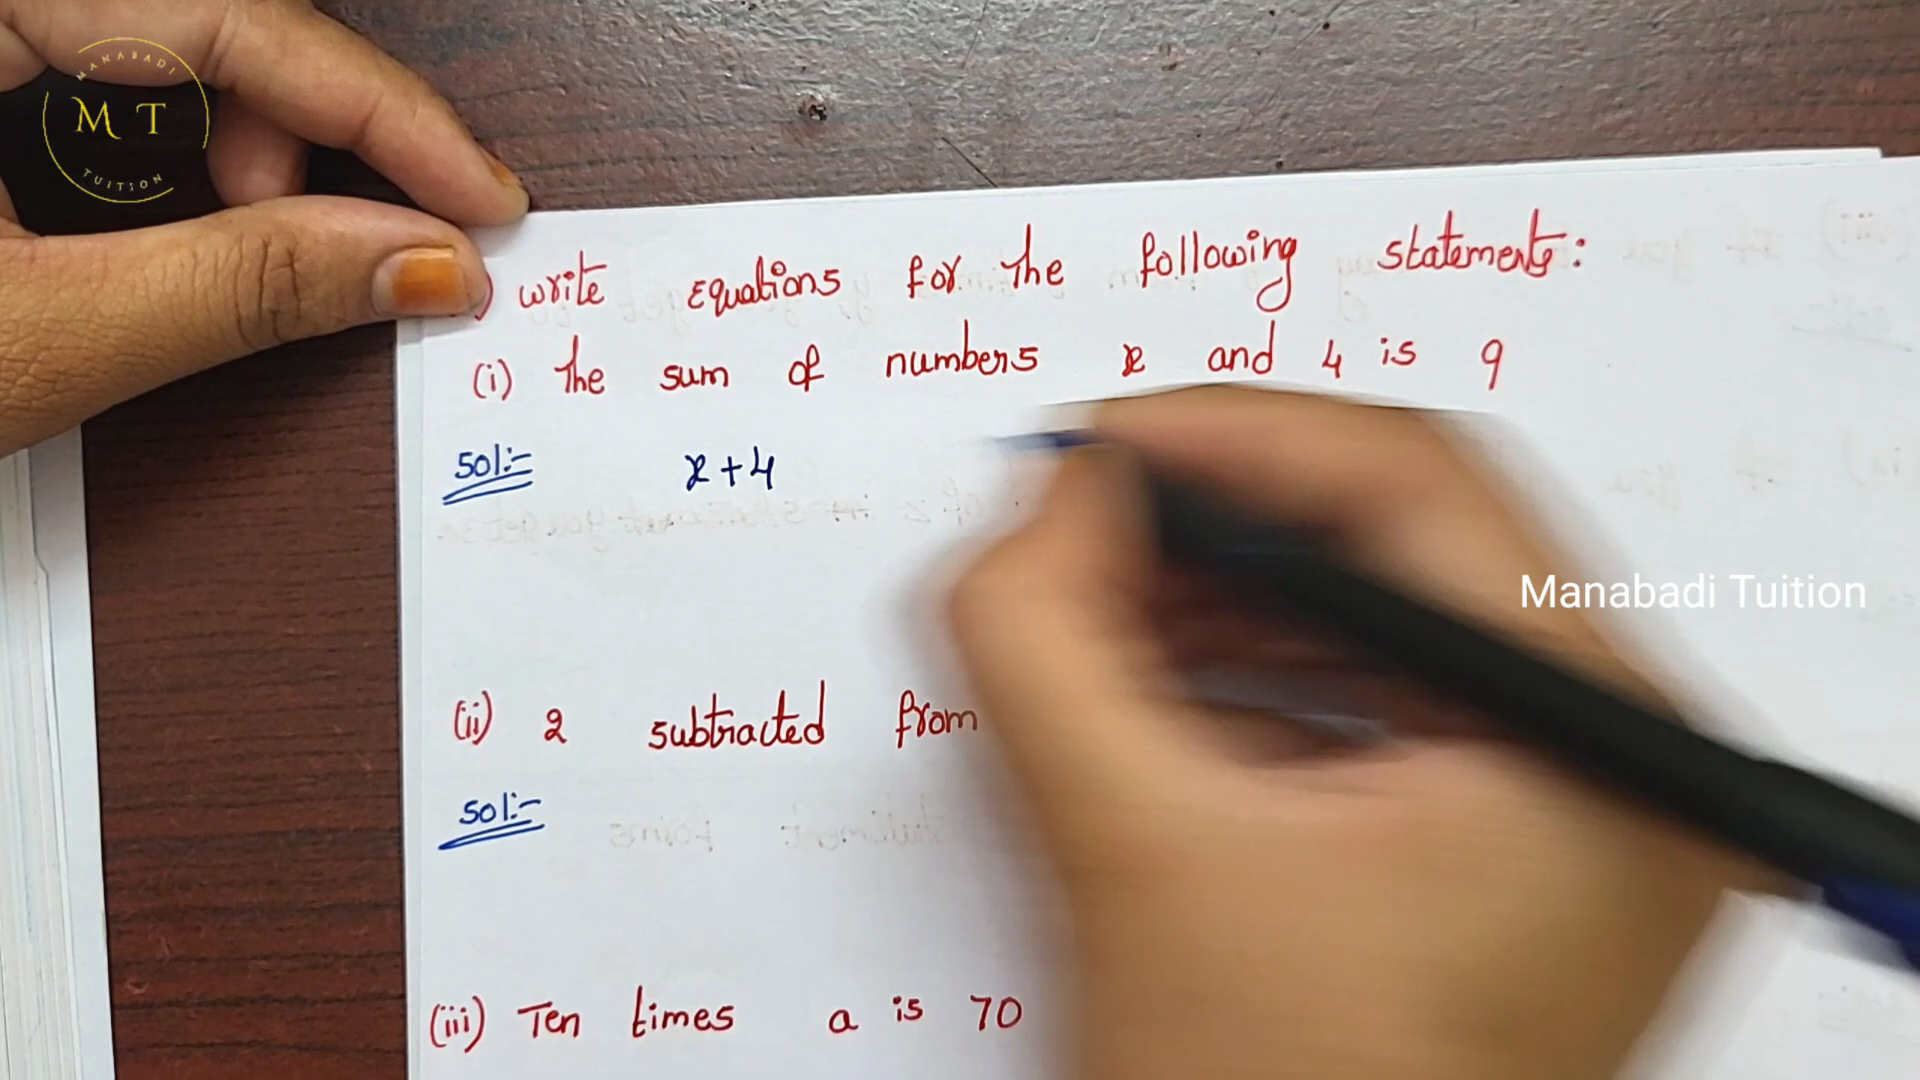 MANABADI
M T
TUITION
) write Equations for the following statements:
(i) The sum of numbers x and 4 is 9
Sol:- x+4
Manabadi Tuition
(ii) 2 subtracted from
Sol:-
(iii) Ten times a is 70